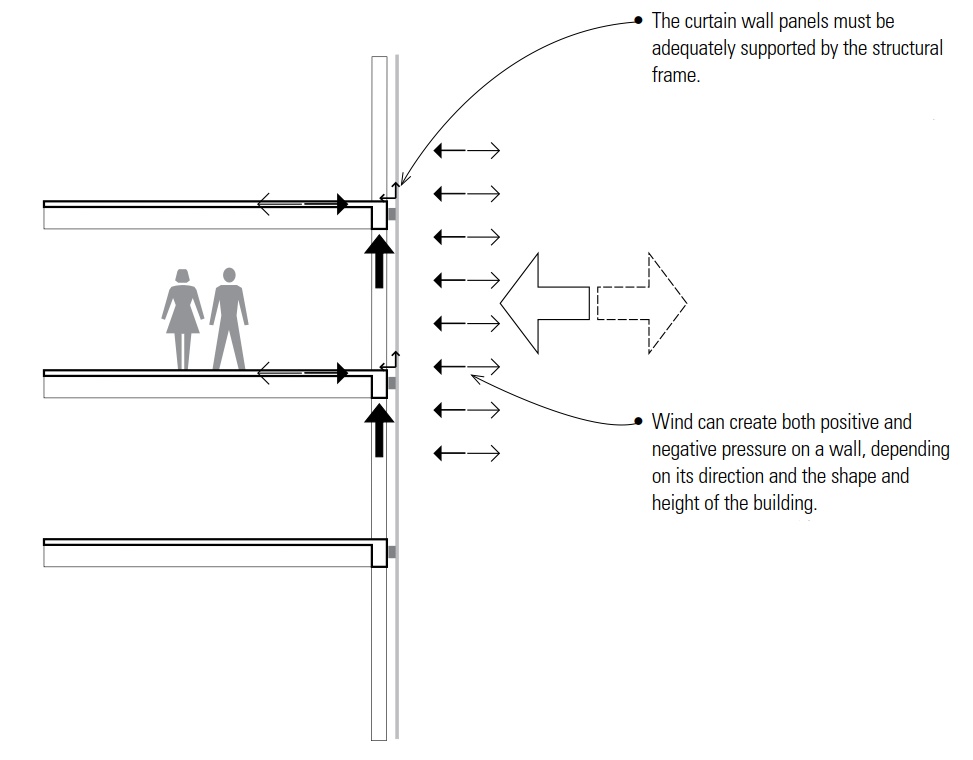 • The curtain wall panels must be
adequately supported by the structural
frame.
• Wind can create both positive and
negative pressure on a wall, depending
on its direction and the shape and
height of the building.